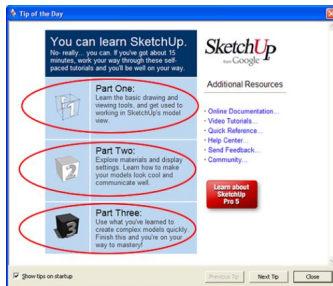 Tip of the Day
You can learn SketchUp.
No- really... you can. If you've got about 15
minutes, work your way through these self-
paced tutorials and you'll be well on your way.
Part One:
Learn the basic drawing and
viewing tools, and get used to
working in SketchUp's model
view.
Part Two:
Explore materials and display
settings. Learn how to make
your models look cool and
communicate well.
Part Three:
Use what you've learned to
create complex models quickly.
Finish this and you're on your
way to mastery!
SketchUp
from Google
Additional Resources
Online Documentation...
Video Tutorials...
Quick Reference...
Help Center...
Send Feedback...
Community...
Learn about
SketchUp
Pro 5
Show tips on startup
Previous Tip
Next Tip
Close